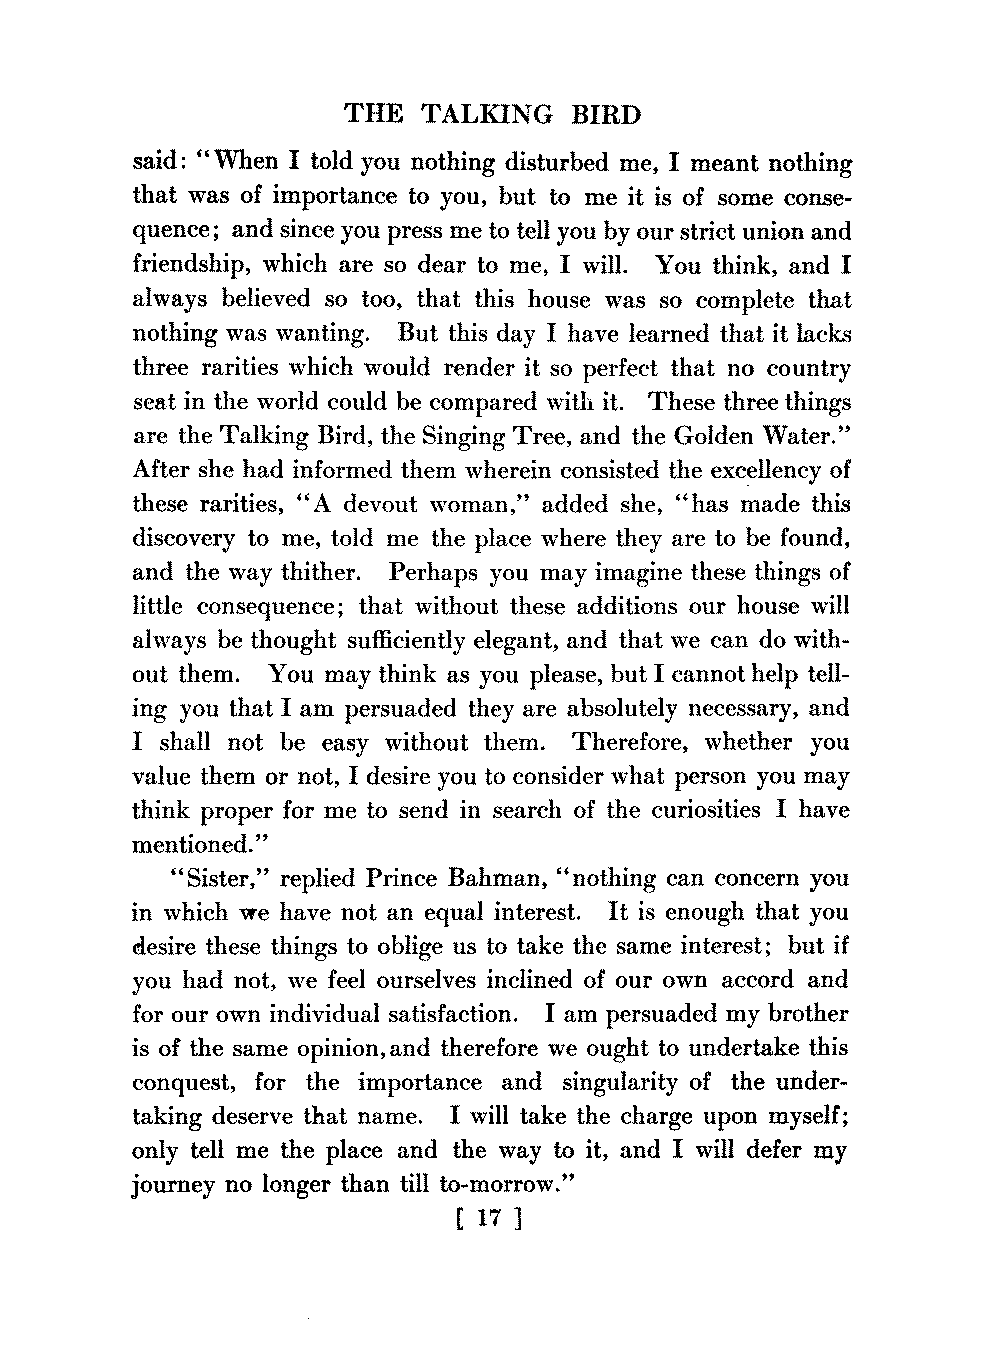 THE TALKING BIRD
said: “When I told you nothing disturbed me, I meant nothing
that was of importance to you, but to me it is of some conse-
quence; and since you press me to tell you by our strict union and
friendship, which are so dear to me, I will. You think, and I
always believed so too, that this house was so complete that
nothing was wanting. But this day I have learned that it lacks
three rarities which would render it so perfect that no country
seat in the world could be compared with it. These three things
are the Talking Bird, the Singing Tree, and the Golden Water.”
After she had informed them wherein consisted the excellency of
these rarities, “A devout woman,” added she, “has made this
discovery to me, told me the place where they are to be found,
and the way thither. Perhaps you may imagine these things of
little consequence; that without these additions our house will
always be thought sufficiently elegant, and that we can do with-
out them. You may think as you please, but I cannot help tell-
ing you that I am persuaded they are absolutely necessary, and
I shall not be easy without them. Therefore, whether you
value them or not, I desire you to consider what person you may
think proper for me to send in search of the curiosities I have
mentioned.”
“Sister,” replied Prince Bahman, “nothing can concern you
in which we have not an equal interest. It is enough that you
desire these things to oblige us to take the same interest; but if
you had not, we feel ourselves inclined of our own accord and
for our own individual satisfaction. I am persuaded my brother
is of the same opinion, and therefore we ought to undertake this
conquest, for the importance and singularity of the under-
taking deserve that name. I will take the charge upon myself;
only tell me the place and the way to it, and I will defer my
journey no longer than till to-morrow.”
[ 17 ]